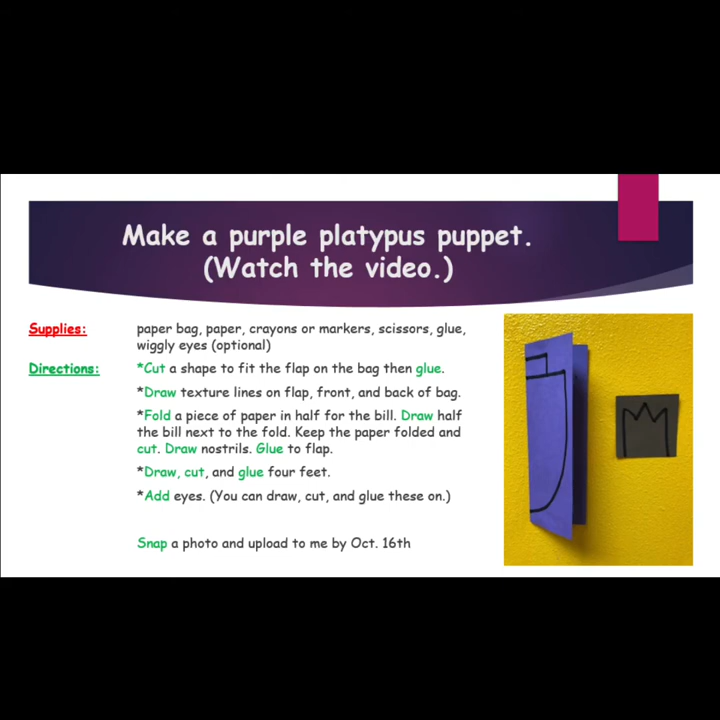 Make a purple platypus puppet.
(Watch the video.)
Supplies: paper bag, paper, crayons or markers, scissors, glue,
wiggly eyes (optional)
Directions: *Cut a shape to fit the flap on the bag then glue.
*Draw texture lines on flap, front, and back of bag.
*Fold a piece of paper in half for the bill. Draw half
the bill next to the fold. Keep the paper folded and
cut. Draw nostrils. Glue to flap.
*Draw, cut, and glue four feet.
*Add eyes. (You can draw, cut, and glue these on.)
Snap a photo and upload to me by Oct. 16th